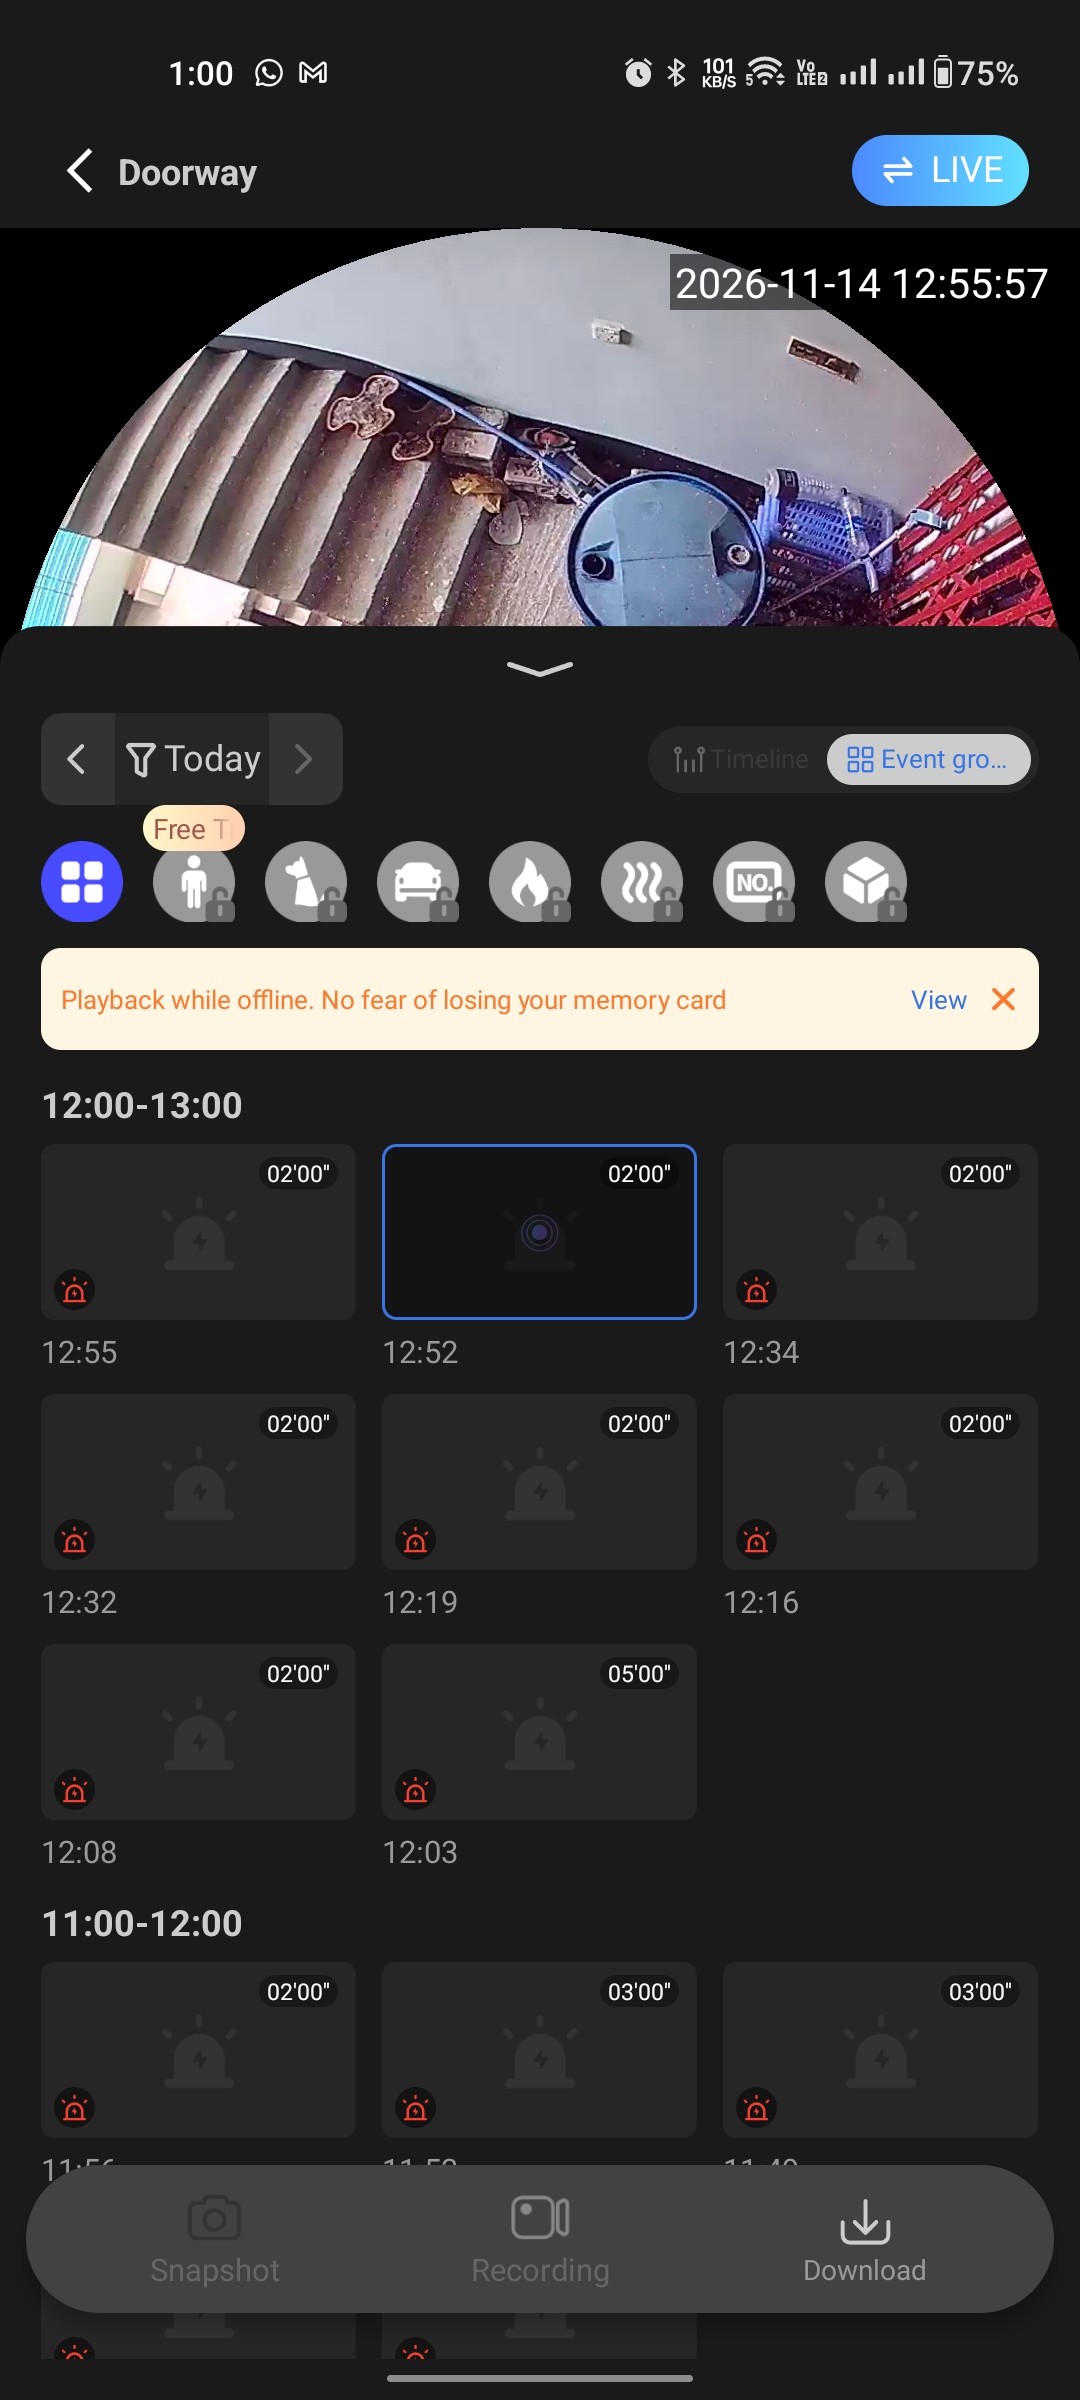 1:00 101 KB/S 5 Vo LTE2 75%
Doorway
LIVE
2026-11-14 12:55:57
Today
Timeline
Event gro...
Free
NO.
Playback while offline. No fear of losing your memory card View
12:00-13:00
02'00" 02'00" 02'00"
12:55 12:52 12:34
02'00" 02'00" 02'00"
12:32 12:19 12:16
02'00" 05'00"
12:08 12:03
11:00-12:00
02'00" 03'00" 03'00"
Snapshot Recording Download